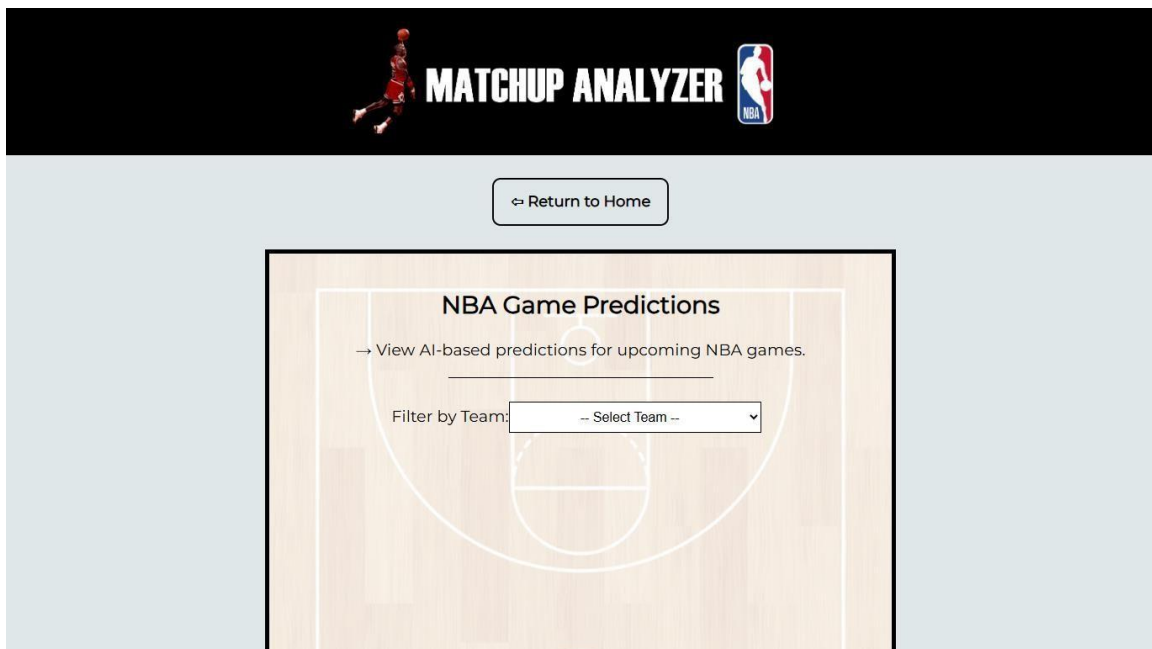 MATCHUP ANALYZER
NBA
⇦ Return to Home
NBA Game Predictions
→ View AI-based predictions for upcoming NBA games.
Filter by Team: -- Select Team --